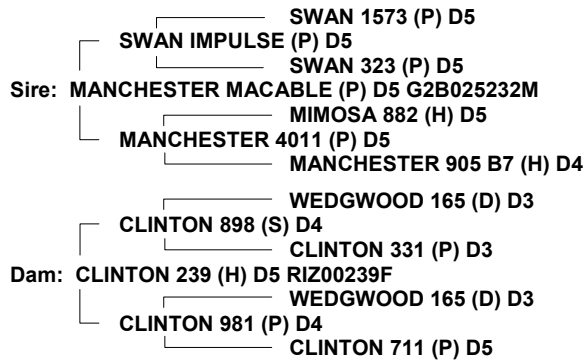 SWAN 1573 (P) D5
SWAN IMPULSE (P) D5
SWAN 323 (P) D5
Sire: MANCHESTER MACABLE (P) D5 G2B025232M
MIMOSA 882 (H) D5
MANCHESTER 4011 (P) D5
MANCHESTER 905 B7 (H) D4
WEDGWOOD 165 (D) D3
CLINTON 898 (S) D4
CLINTON 331 (P) D3
Dam: CLINTON 239 (H) D5 RIZ00239F
WEDGWOOD 165 (D) D3
CLINTON 981 (P) D4
CLINTON 711 (P) D5